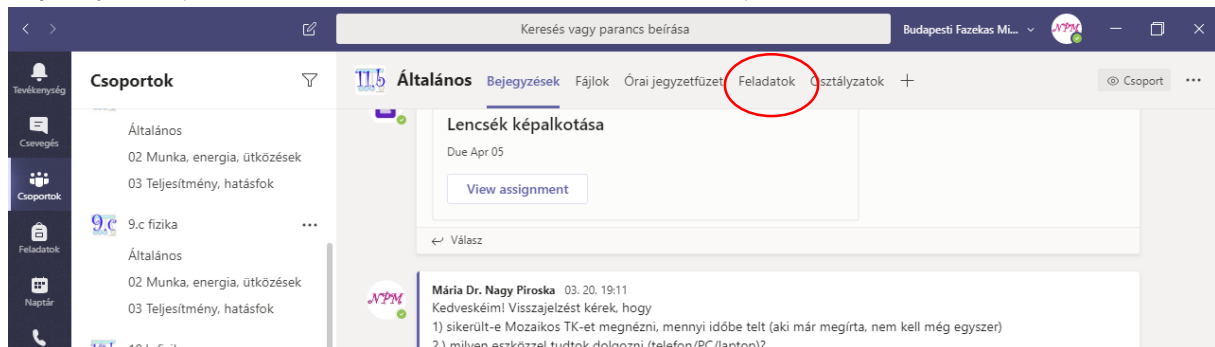 Keresés vagy parancs beírása
Budapesti Fazekas Mi...
NPM
Tevékenység
Csevegés
Csoportok
Feladatok
Naptár
Csoportok
Általános
02 Munka, energia, ütközések
03 Teljesítmény, hatásfok
9.c
9.c fizika
Általános
02 Munka, energia, ütközések
03 Teljesítmény, hatásfok
11.b
Általános
Bejegyzések
Fájlok
Órai jegyzetfüzet
Feladatok
Osztályzatok
Csoport
Lencsék képalkotása
Due Apr 05
View assignment
Válasz
NPM
Mária Dr. Nagy Piroska 03. 20. 19:11
Kedveskéim! Visszajelzést kérek, hogy
1) sikerült-e Mozaikos TK-et megnézni, mennyi időbe telt (aki már megírta, nem kell még egyszer)
2.) milyen eszközzel tudtok dolgozni (telefon/PC/laptop)?